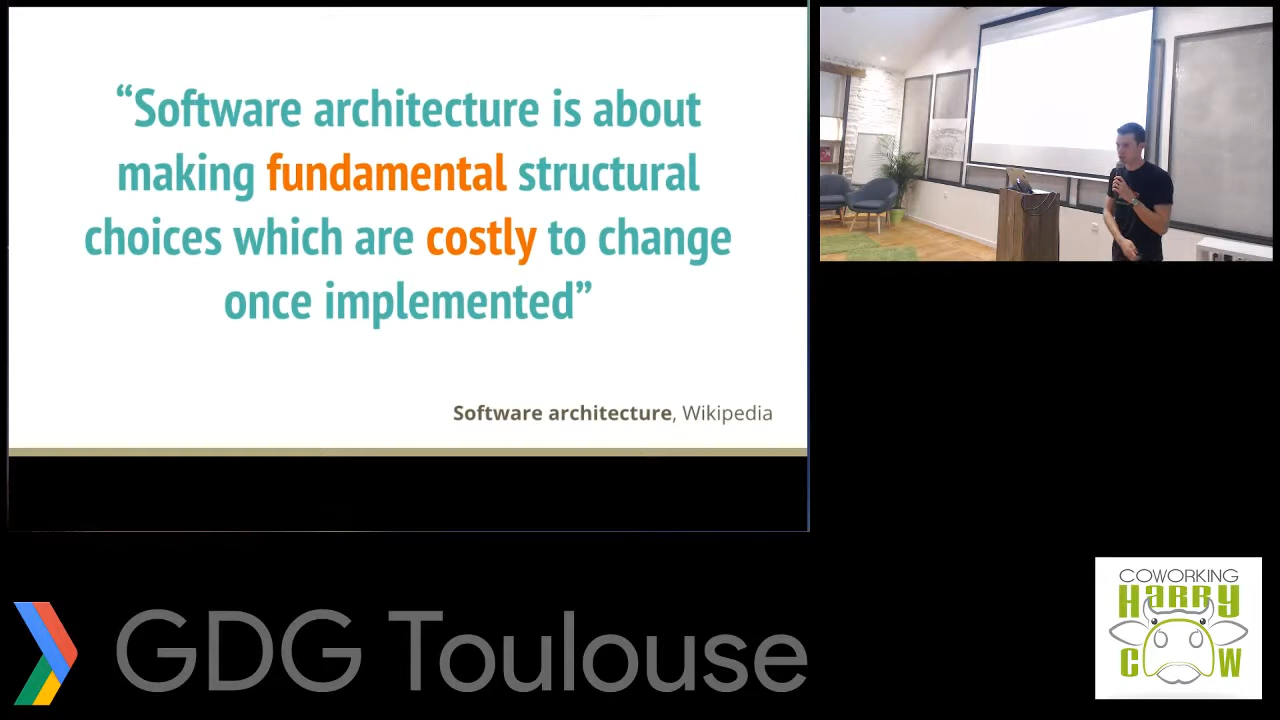 “Software architecture is about
making fundamental structural
choices which are costly to change
once implemented”
Software architecture, Wikipedia
GDG Toulouse
COWORKING
HARRY
COW